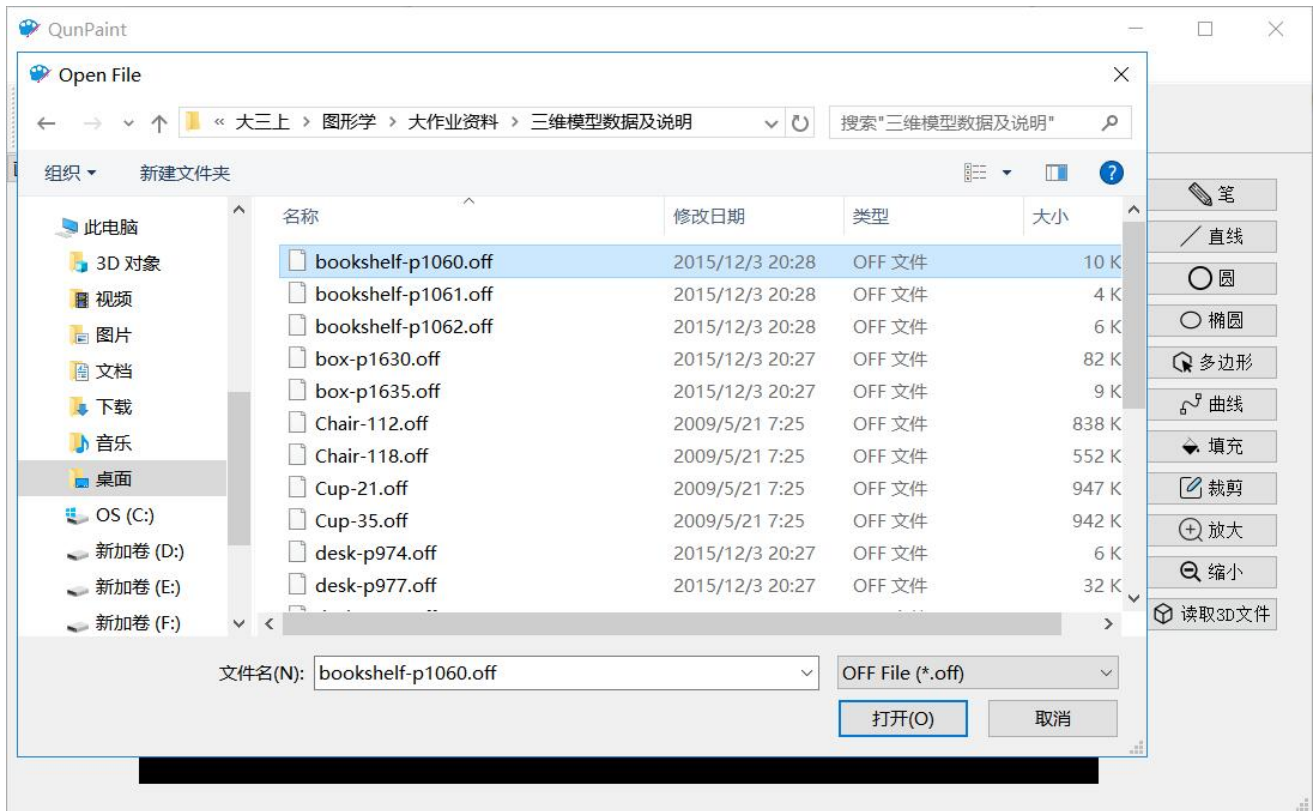 QunPaint
Open File
« 大三上 › 图形学 › 大作业资料 › 三维模型数据及说明
搜索"三维模型数据及说明"
组织
新建文件夹
名称 修改日期 类型 大小
此电脑
3D 对象
视频
图片
文档
下载
音乐
桌面
OS (C:)
新加卷 (D:)
新加卷 (E:)
新加卷 (F:)
bookshelf-p1060.off 2015/12/3 20:28 OFF 文件 10 K
bookshelf-p1061.off 2015/12/3 20:28 OFF 文件 4 K
bookshelf-p1062.off 2015/12/3 20:28 OFF 文件 6 K
box-p1630.off 2015/12/3 20:27 OFF 文件 82 K
box-p1635.off 2015/12/3 20:27 OFF 文件 9 K
Chair-112.off 2009/5/21 7:25 OFF 文件 838 K
Chair-118.off 2009/5/21 7:25 OFF 文件 552 K
Cup-21.off 2009/5/21 7:25 OFF 文件 947 K
Cup-35.off 2009/5/21 7:25 OFF 文件 942 K
desk-p974.off 2015/12/3 20:27 OFF 文件 6 K
desk-p977.off 2015/12/3 20:27 OFF 文件 32 K
文件名(N): bookshelf-p1060.off
OFF File (*.off)
打开(O)
取消
笔
直线
圆
椭圆
多边形
曲线
填充
裁剪
放大
缩小
读取3D文件